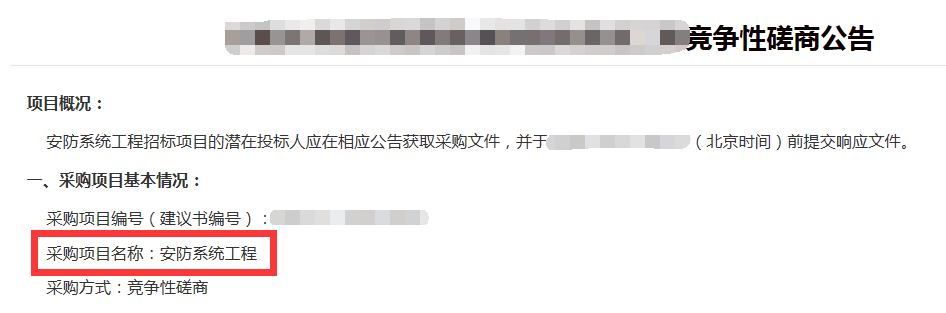 竞争性磋商公告
项目概况：
安防系统工程招标项目的潜在投标人应在相应公告获取采购文件，并于（北京时间）前提交响应文件。
一、采购项目基本情况：
采购项目编号（建议书编号）:
采购项目名称：安防系统工程
采购方式：竞争性磋商